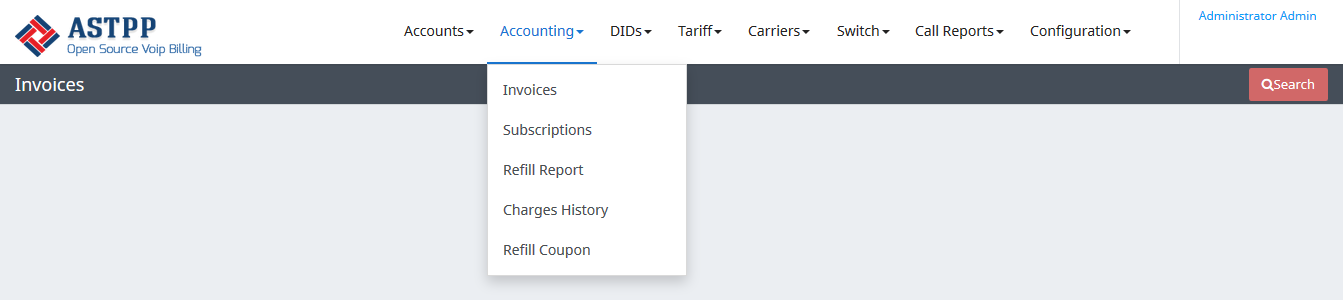 ASTPP
Open Source Voip Billing
Accounts Accounting DIDs Tariff Carriers Switch Call Reports Configuration
Administrator Admin
Invoices
Search
Invoices
Subscriptions
Refill Report
Charges History
Refill Coupon